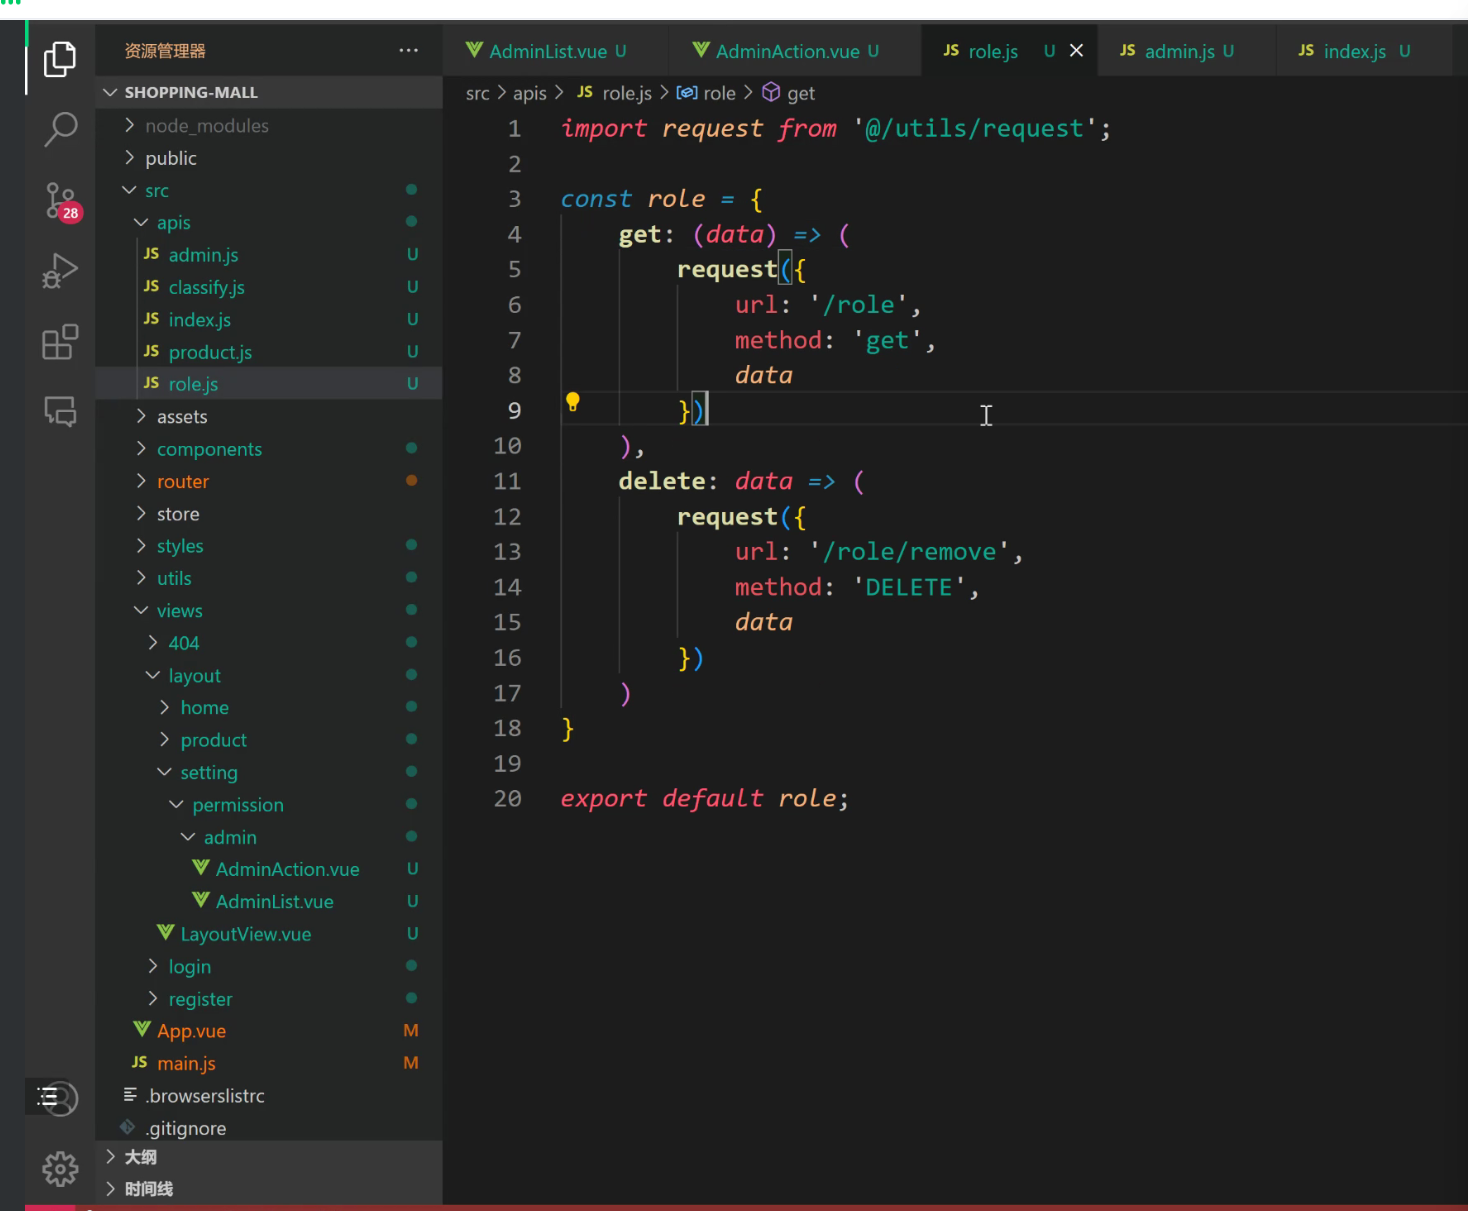 资源管理器 ···
SHOPPING-MALL
node_modules
public
src
apis
JS admin.js U
JS classify.js U
JS index.js U
JS product.js U
JS role.js U
assets
components
router
store
styles
utils
views
404
layout
home
product
setting
permission
admin
AdminAction.vue U
AdminList.vue U
LayoutView.vue U
login
register
App.vue M
JS main.js M
.browserslistrc
.gitignore
大纲
时间线
28
AdminList.vue U AdminAction.vue U JS role.js U JS admin.js U JS index.js U
src > apis > JS role.js > role > get
1 import request from '@/utils/request';
2
3 const role = {
4 get: (data) => (
5 request({
6 url: '/role',
7 method: 'get',
8 data
9 })
10 ),
11 delete: data => (
12 request({
13 url: '/role/remove',
14 method: 'DELETE',
15 data
16 })
17 )
18 }
19
20 export default role;